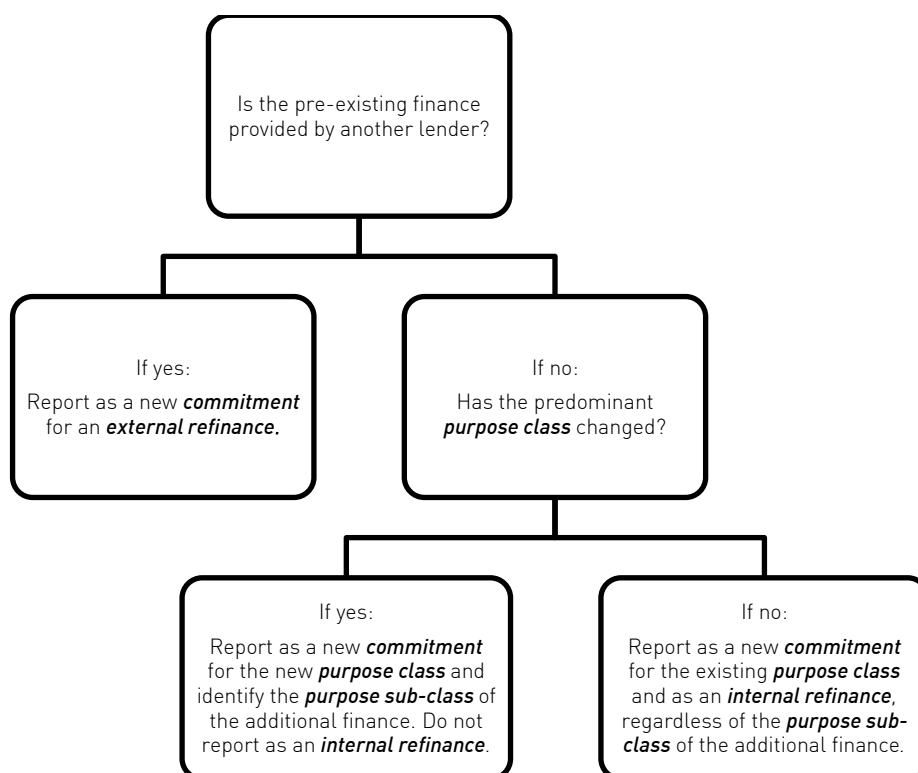 Is the pre-existing finance
provided by another lender?
If yes:
Report as a new commitment
for an external refinance.
If no:
Has the predominant
purpose class changed?
If yes:
Report as a new commitment
for the new purpose class and
identify the purpose sub-class of
the additional finance. Do not
report as an internal refinance.
If no:
Report as a new commitment
for the existing purpose class
and as an internal refinance,
regardless of the purpose sub-
class of the additional finance.